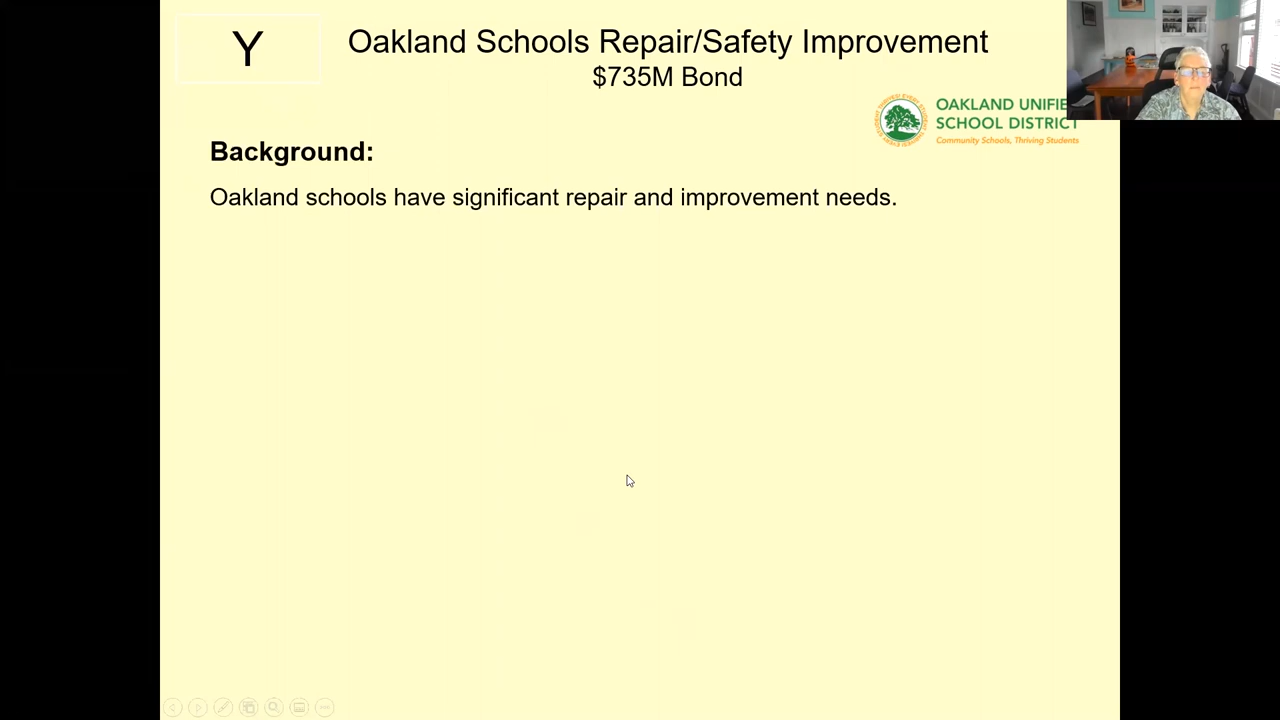 Y
Oakland Schools Repair/Safety Improvement
$735M Bond
OAKLAND UNIFIE
SCHOOL DISTRICT
Community Schools, Thriving Students
Background:
Oakland schools have significant repair and improvement needs.